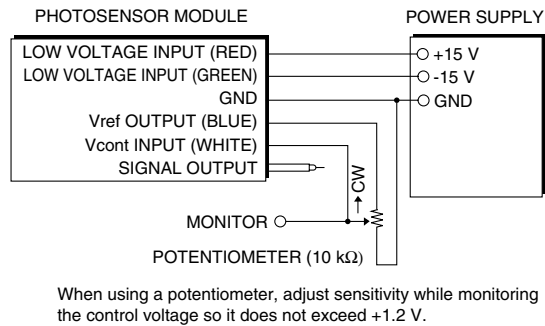 PHOTOSENSOR MODULE
POWER SUPPLY
LOW VOLTAGE INPUT (RED)
LOW VOLTAGE INPUT (GREEN)
GND
Vref OUTPUT (BLUE)
Vcont INPUT (WHITE)
SIGNAL OUTPUT
+15 V
-15 V
GND
CW
MONITOR
POTENTIOMETER (10 kΩ)
When using a potentiometer, adjust sensitivity while monitoring
the control voltage so it does not exceed +1.2 V.